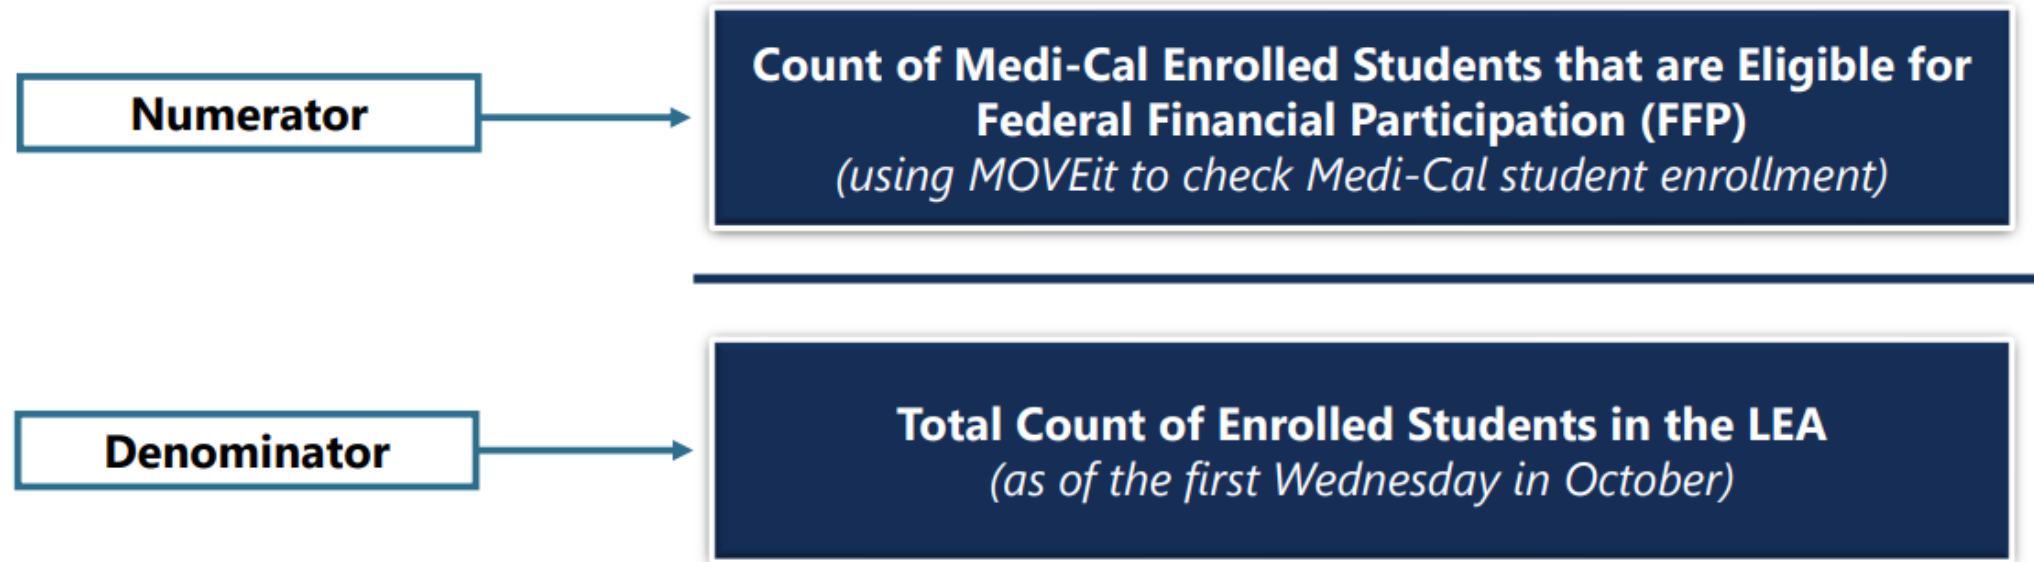 Numerator
Count of Medi-Cal Enrolled Students that are Eligible for
Federal Financial Participation (FFP)
(using MOVEit to check Medi-Cal student enrollment)
Denominator
Total Count of Enrolled Students in the LEA
(as of the first Wednesday in October)